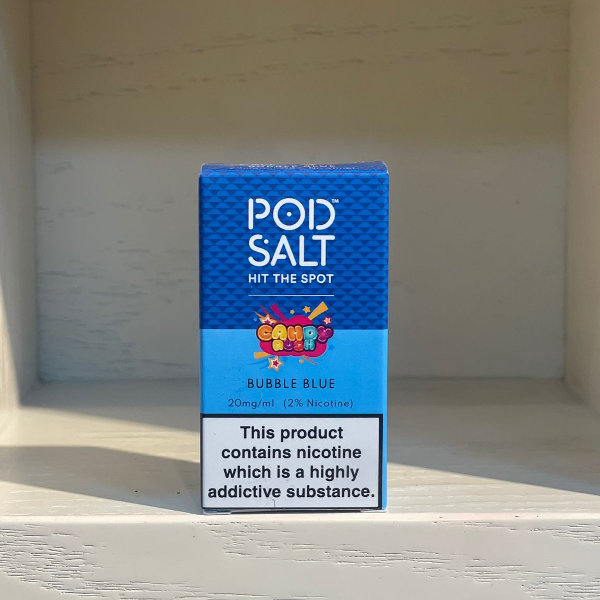 POD™
SALT
HIT THE SPOT
CANDY
RUSH
BUBBLE BLUE
20mg/ml (2% Nicotine)
This product
contains nicotine
which is a highly
addictive substance.